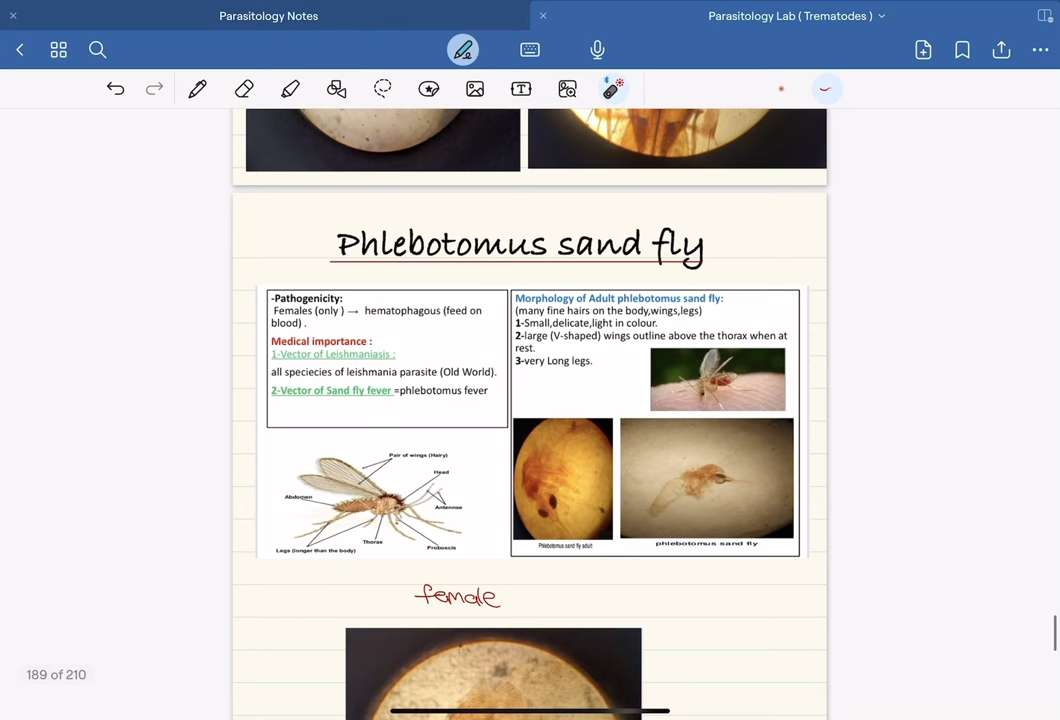 Parasitology Notes
Parasitology Lab ( Trematodes )
Phlebotomus sand fly
-Pathogenicity:
Females (only ) → hematophagous (feed on
blood) .
Medical importance :
1-Vector of Leishmaniasis :
all speciecies of leishmania parasite (Old World).
2-Vector of Sand fly fever =phlebotomus fever
Morphology of Adult phlebotomus sand fly:
(many fine hairs on the body,wings,legs)
1-Small,delicate,light in colour.
2-large (V-shaped) wings outline above the thorax when at
rest.
3-very Long legs.
Pair of wings (Hairy)
Head
Abdomen
Antennae
Thorax
Proboscis
Legs (longer than the body)
Phlebotomus sand fly adult
phlebotomus sand fly
female
189 of 210